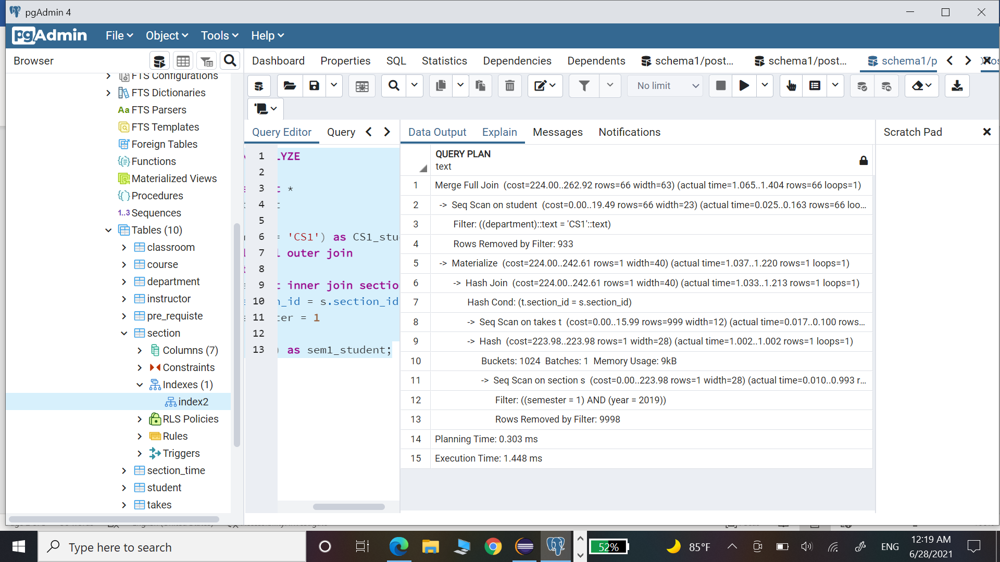 pgAdmin 4
pgAdmin
File
Object
Tools
Help
Browser
Dashboard
Properties
SQL
Statistics
Dependencies
Dependents
schema1/post...
schema1/post...
schema1/p
No limit
FTS Configurations
FTS Dictionaries
Aa FTS Parsers
FTS Templates
Foreign Tables
Functions
Materialized Views
Procedures
1..3 Sequences
Tables (10)
classroom
course
department
instructor
pre_requiste
section
Columns (7)
Constraints
Indexes (1)
index2
RLS Policies
Rules
Triggers
section_time
student
takes
Query Editor
Query
1 LYZE
2
3 t *
4 t
5
6 = 'CS1') as CS1_stu
7 l outer join
8
9 t inner join sectio
10 n_id = s.section_id
11 ter = 1
12
13 ) as sem1_student;
Data Output
Explain
Messages
Notifications
Scratch Pad
QUERY PLAN
text
1 Merge Full Join (cost=224.00..262.92 rows=66 width=63) (actual time=1.065..1.404 rows=66 loops=1)
2 -> Seq Scan on student (cost=0.00..19.49 rows=66 width=23) (actual time=0.025..0.163 rows=66 loo...
3 Filter: ((department)::text = 'CS1'::text)
4 Rows Removed by Filter: 933
5 -> Materialize (cost=224.00..242.61 rows=1 width=40) (actual time=1.037..1.220 rows=1 loops=1)
6 -> Hash Join (cost=224.00..242.61 rows=1 width=40) (actual time=1.033..1.213 rows=1 loops=1)
7 Hash Cond: (t.section_id = s.section_id)
8 -> Seq Scan on takes t (cost=0.00..15.99 rows=999 width=12) (actual time=0.017..0.100 rows...
9 -> Hash (cost=223.98..223.98 rows=1 width=28) (actual time=1.002..1.002 rows=1 loops=1)
10 Buckets: 1024 Batches: 1 Memory Usage: 9kB
11 -> Seq Scan on section s (cost=0.00..223.98 rows=1 width=28) (actual time=0.010..0.993 r...
12 Filter: ((semester = 1) AND (year = 2019))
13 Rows Removed by Filter: 9998
14 Planning Time: 0.303 ms
15 Execution Time: 1.448 ms
Type here to search
52%
85°F
ENG
12:19 AM
6/28/2021